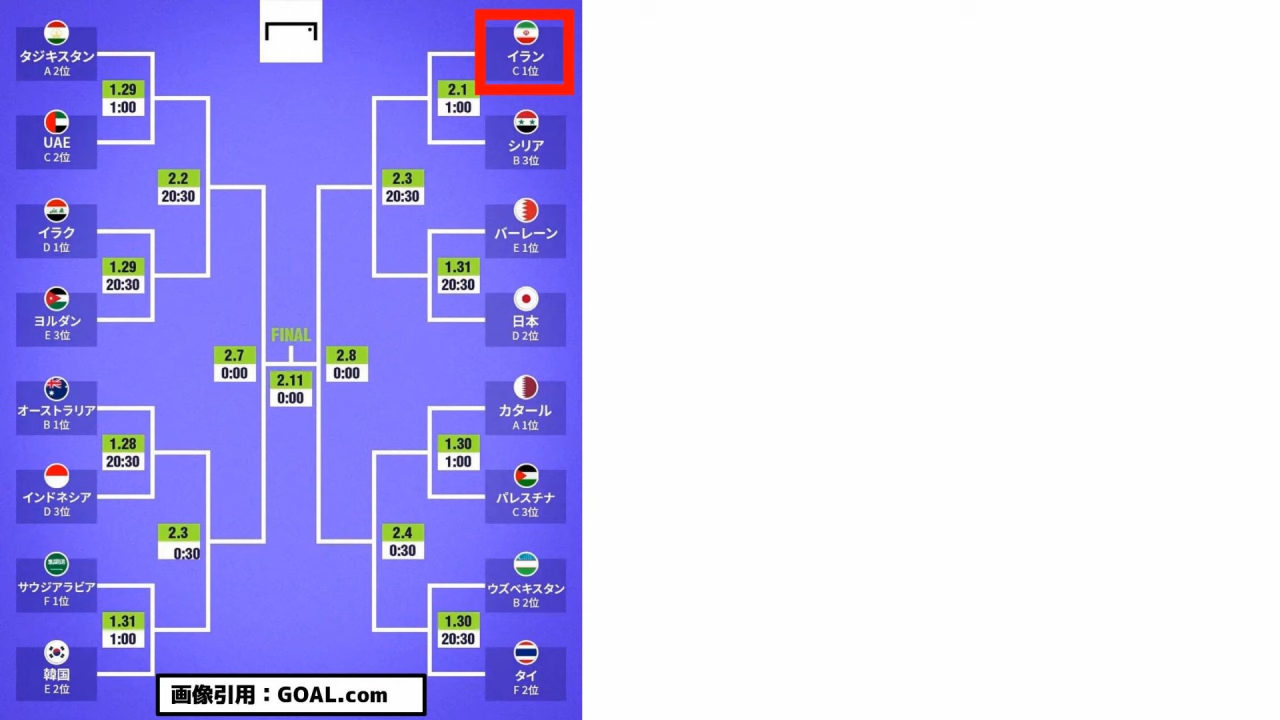 タジキスタン
A 2位
1.29
1:00
UAE
C 2位
2.2
20:30
イラク
D 1位
1.29
20:30
ヨルダン
E 3位
2.7
0:00
オーストラリア
B 1位
1.28
20:30
インドネシア
D 3位
2.3
0:30
サウジアラビア
F 1位
1.31
1:00
韓国
E 2位
FINAL
2.11
0:00
イラン
C 1位
2.1
1:00
シリア
B 3位
2.3
20:30
バーレーン
E 1位
1.31
20:30
日本
D 2位
2.8
0:00
カタール
A 1位
1.30
1:00
パレスチナ
C 3位
2.4
0:30
ウズベキスタン
B 2位
1.30
20:30
タイ
F 2位
画像引用：GOAL.com